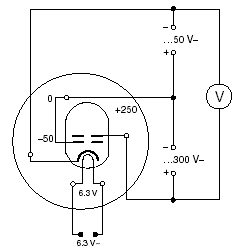 −
...50 V−
+
0
+250
V
−50
−
...300 V−
+
6.3 V
6.3 V~